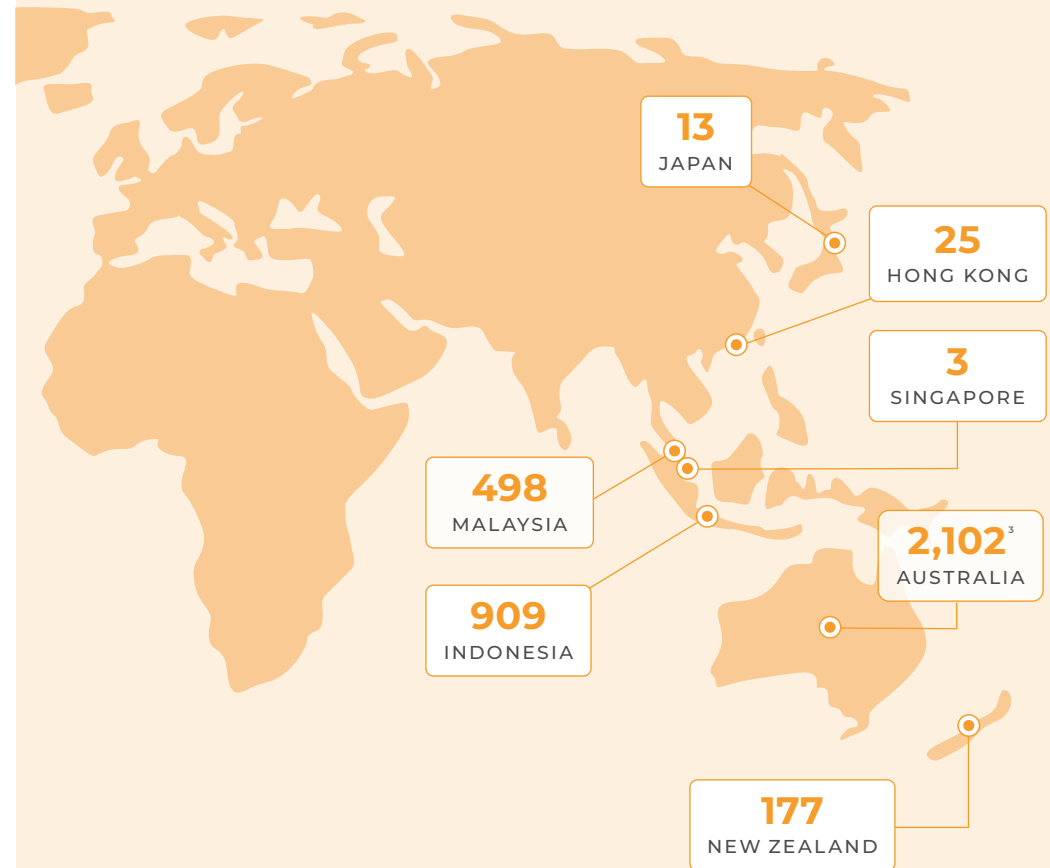 13
JAPAN
25
HONG KONG
3
SINGAPORE
498
MALAYSIA
2,102³
AUSTRALIA
909
INDONESIA
177
NEW ZEALAND